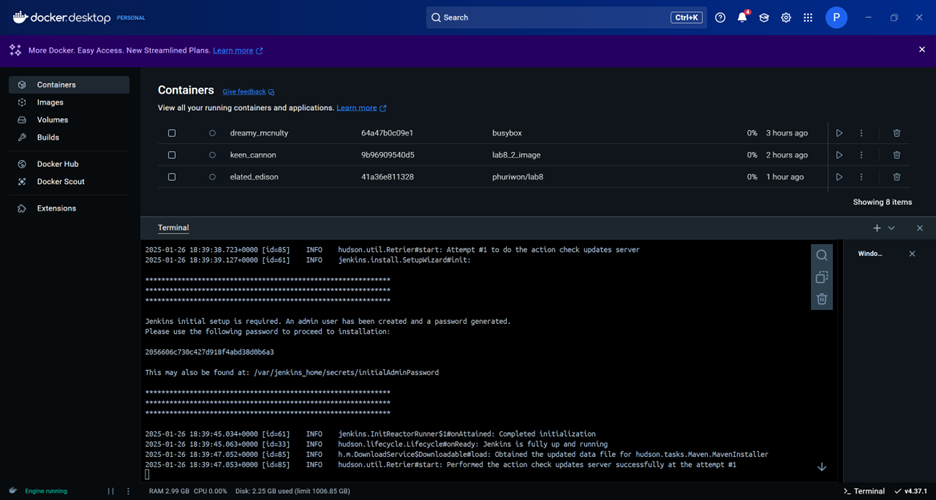 docker.desktop PERSONAL Search Ctrl+K 4 P
More Docker. Easy Access. New Streamlined Plans. Learn more
Containers
Images
Volumes
Builds
Docker Hub
Docker Scout
Extensions
Containers Give feedback
View all your running containers and applications. Learn more
dreamy_mcnulty 64a47b0c09e1 busybox 0% 3 hours ago
keen_cannon 9b96909540d5 lab8_2_image 0% 2 hours ago
elated_edison 41a36e811328 phuriwon/lab8 0% 1 hour ago
Showing 8 items
Terminal
Windo...
2025-01-26 18:39:38.723+0000 [id=85] INFO hudson.util.Retrier#start: Attempt #1 to do the action check updates server
2025-01-26 18:39:39.127+0000 [id=61] INFO jenkins.install.SetupWizard#init:
*************************************************************
*************************************************************
*************************************************************
Jenkins initial setup is required. An admin user has been created and a password generated.
Please use the following password to proceed to installation:
2056606c730c427d918f4abd38d0b6a3
This may also be found at: /var/jenkins_home/secrets/initialAdminPassword
*************************************************************
*************************************************************
*************************************************************
2025-01-26 18:39:45.034+0000 [id=61] INFO jenkins.InitReactorRunner$1#onAttained: Completed initialization
2025-01-26 18:39:45.063+0000 [id=33] INFO hudson.lifecycle.Lifecycle#onReady: Jenkins is fully up and running
2025-01-26 18:39:47.052+0000 [id=85] INFO h.m.DownloadService$Downloadable#load: Obtained the updated data file for hudson.tasks.Maven.MavenInstaller
2025-01-26 18:39:47.053+0000 [id=85] INFO hudson.util.Retrier#start: Performed the action check updates server successfully at the attempt #1
Engine running RAM 2.99 GB CPU 0.00% Disk: 2.25 GB used (limit 1006.85 GB) >_ Terminal v4.37.1